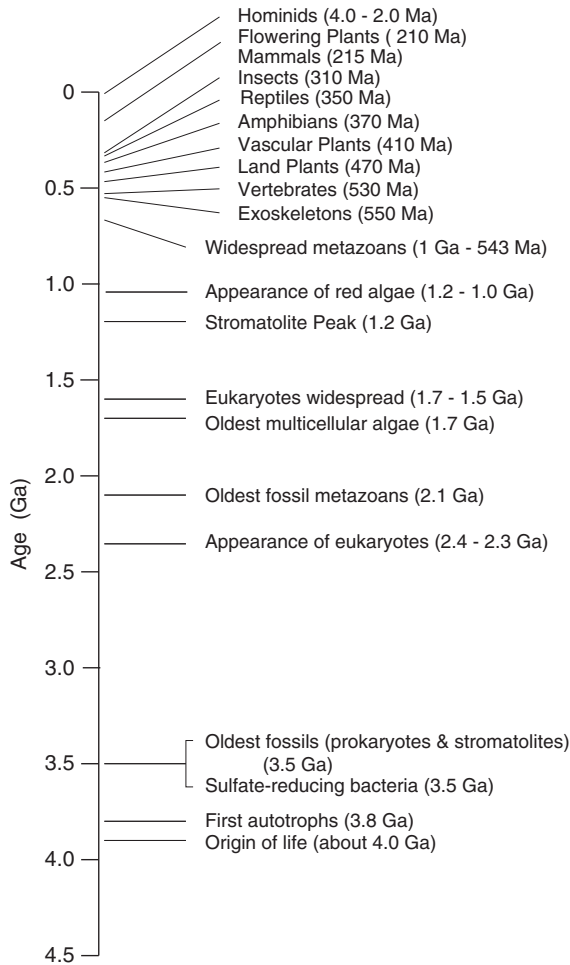 Hominids (4.0 - 2.0 Ma)
Flowering Plants ( 210 Ma)
Mammals (215 Ma)
Insects (310 Ma)
Reptiles (350 Ma)
Amphibians (370 Ma)
Vascular Plants (410 Ma)
Land Plants (470 Ma)
Vertebrates (530 Ma)
Exoskeletons (550 Ma)
Widespread metazoans (1 Ga - 543 Ma)
Appearance of red algae (1.2 - 1.0 Ga)
Stromatolite Peak (1.2 Ga)
Eukaryotes widespread (1.7 - 1.5 Ga)
Oldest multicellular algae (1.7 Ga)
Oldest fossil metazoans (2.1 Ga)
Appearance of eukaryotes (2.4 - 2.3 Ga)
Oldest fossils (prokaryotes & stromatolites)
(3.5 Ga)
Sulfate-reducing bacteria (3.5 Ga)
First autotrophs (3.8 Ga)
Origin of life (about 4.0 Ga)
0
0.5
1.0
1.5
2.0
2.5
3.0
3.5
4.0
4.5
Age (Ga)